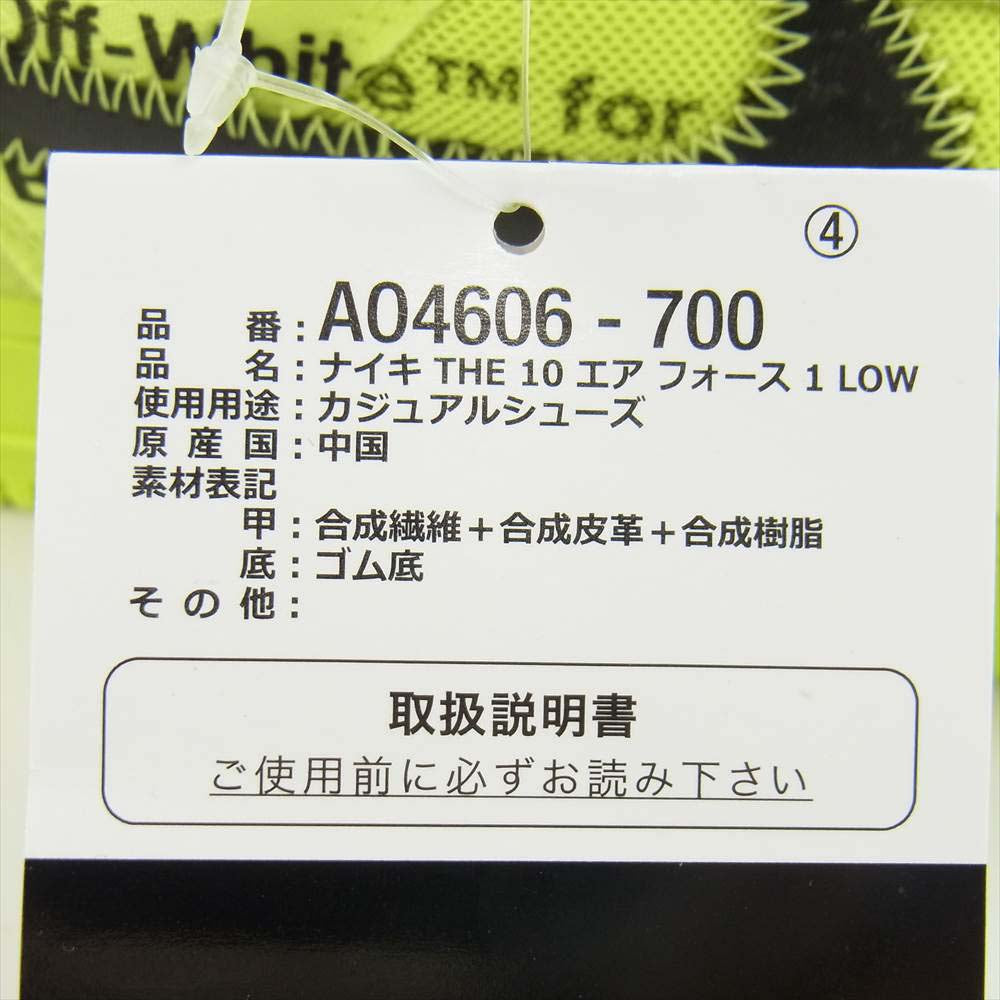 Off-White™ for
④
品番：AO4606 - 700
品名：ナイキ THE 10 エア フォース 1 LOW
使用用途：カジュアルシューズ
原産国：中国
素材表記
甲：合成繊維＋合成皮革＋合成樹脂
底：ゴム底
その他：
取扱説明書
ご使用前に必ずお読み下さい